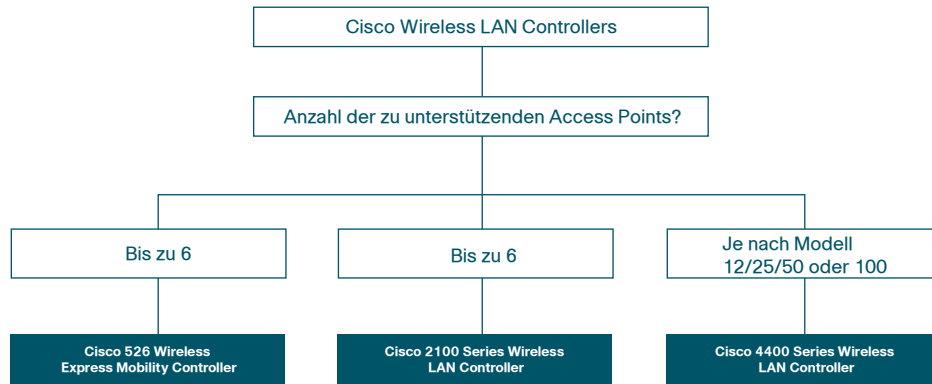 Cisco Wireless LAN Controllers
Anzahl der zu unterstützenden Access Points?
Bis zu 6
Bis zu 6
Je nach Modell
12/25/50 oder 100
Cisco 526 Wireless
Express Mobility Controller
Cisco 2100 Series Wireless
LAN Controller
Cisco 4400 Series Wireless
LAN Controller